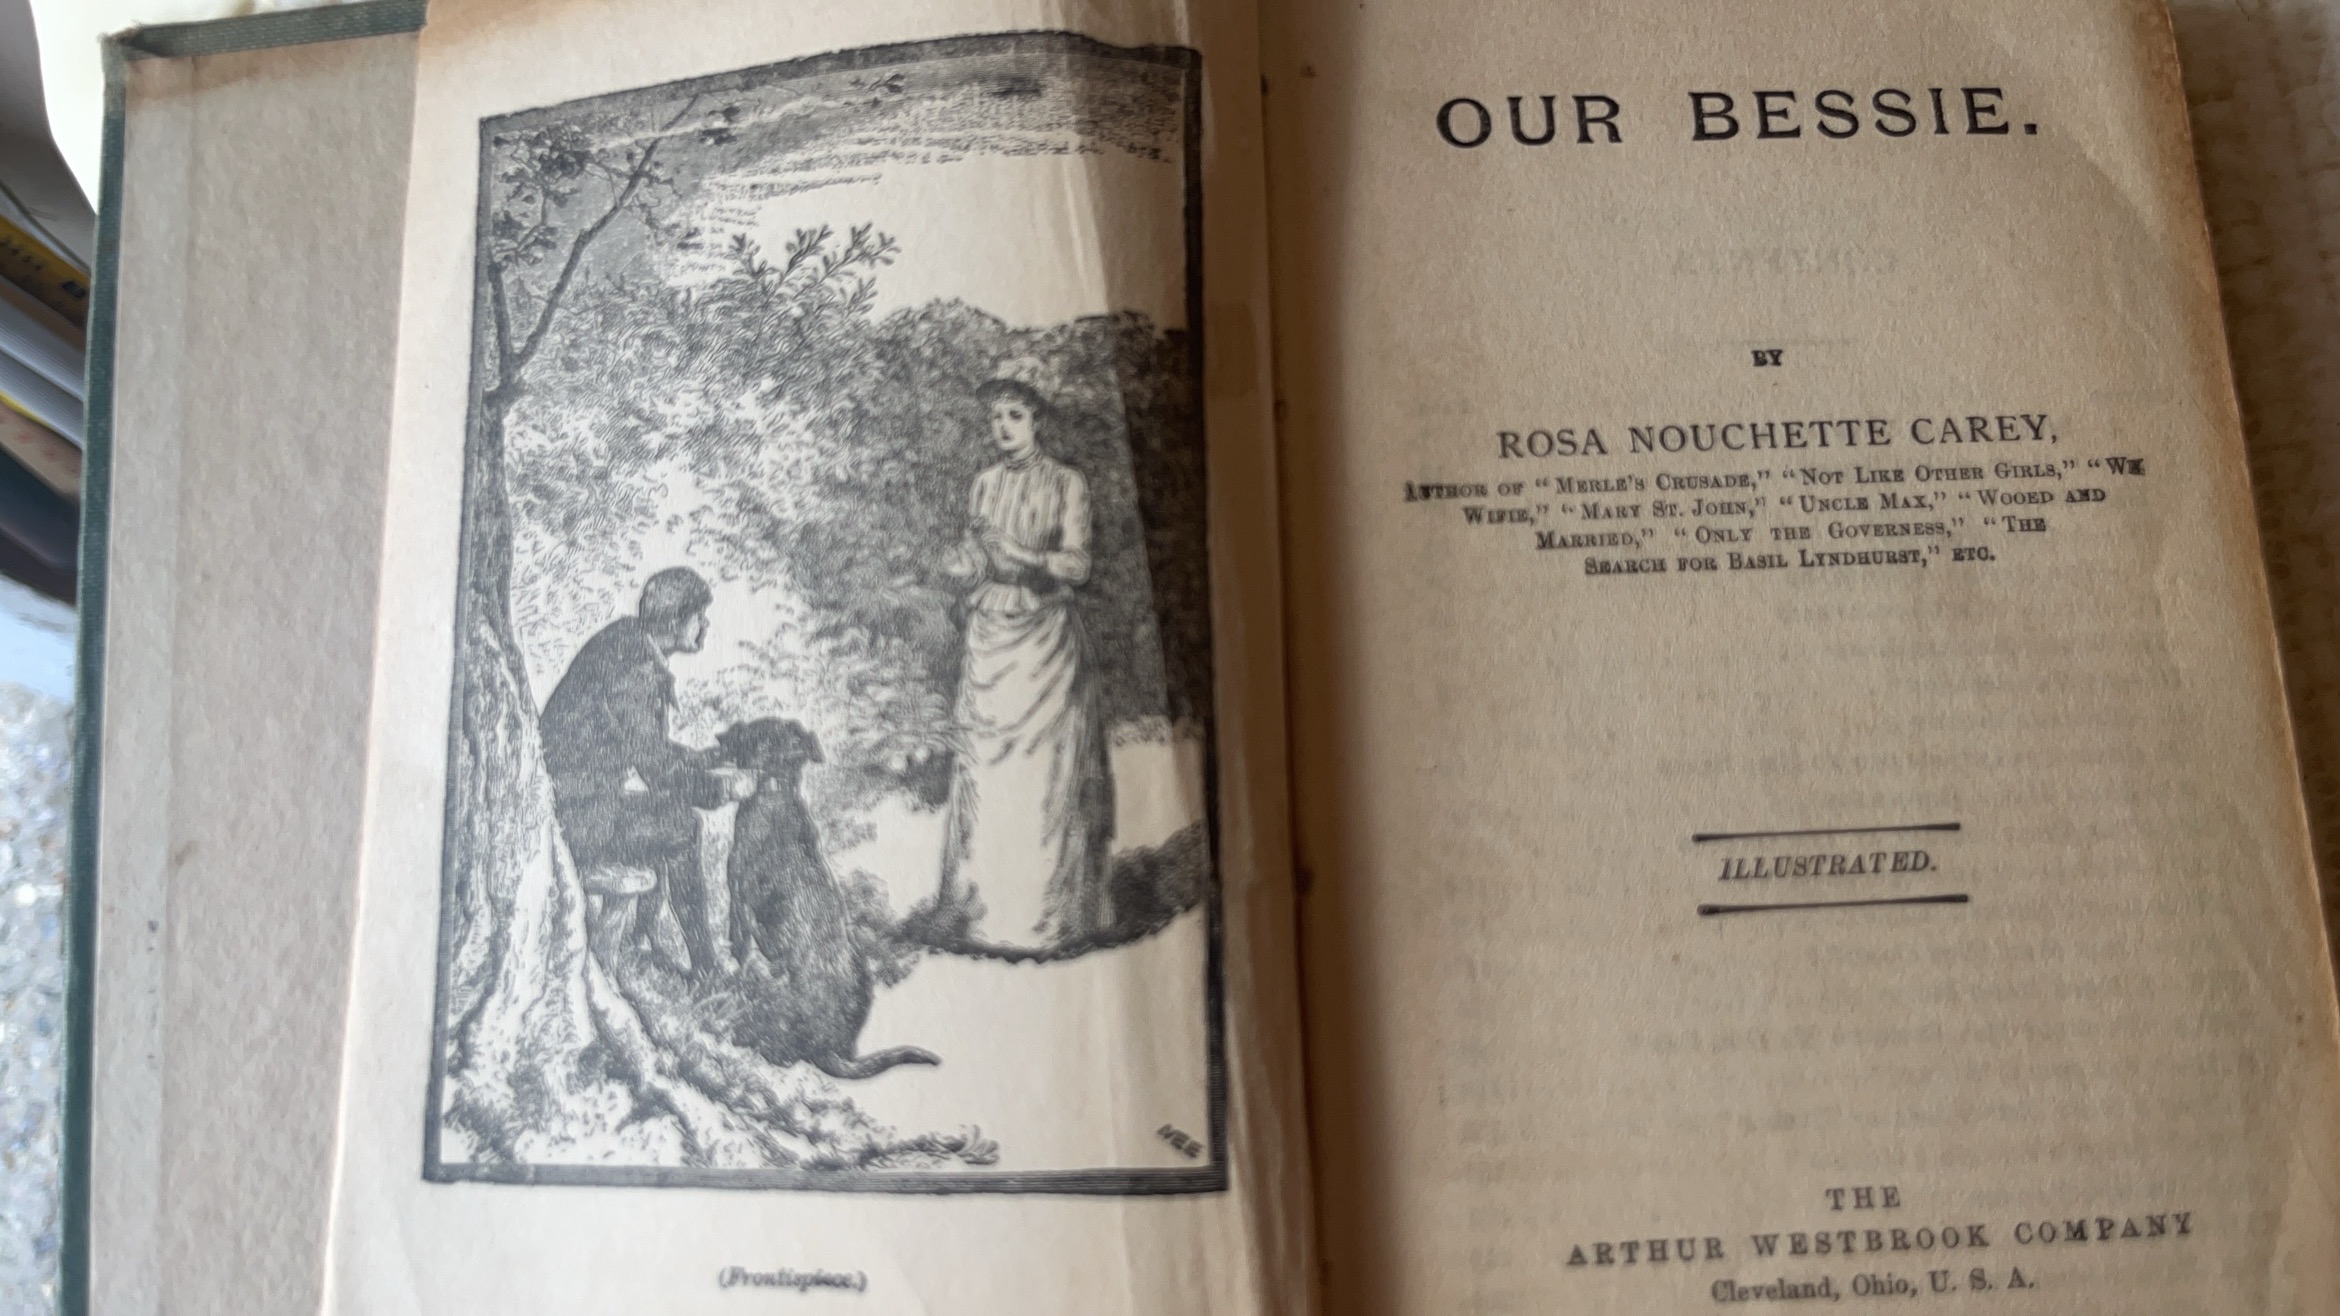 (Frontispiece.)
OUR BESSIE.
BY
ROSA NOUCHETTE CAREY,
AUTHOR OF "MERLE'S CRUSADE," "NOT LIKE OTHER GIRLS," "WEE
WIFIE," "MARY ST. JOHN," "UNCLE MAX," "WOOED AND
MARRIED," "ONLY THE GOVERNESS," "THE
SEARCH FOR BASIL LYNDHURST," ETC.
ILLUSTRATED.
THE
ARTHUR WESTBROOK COMPANY
Cleveland, Ohio, U. S. A.